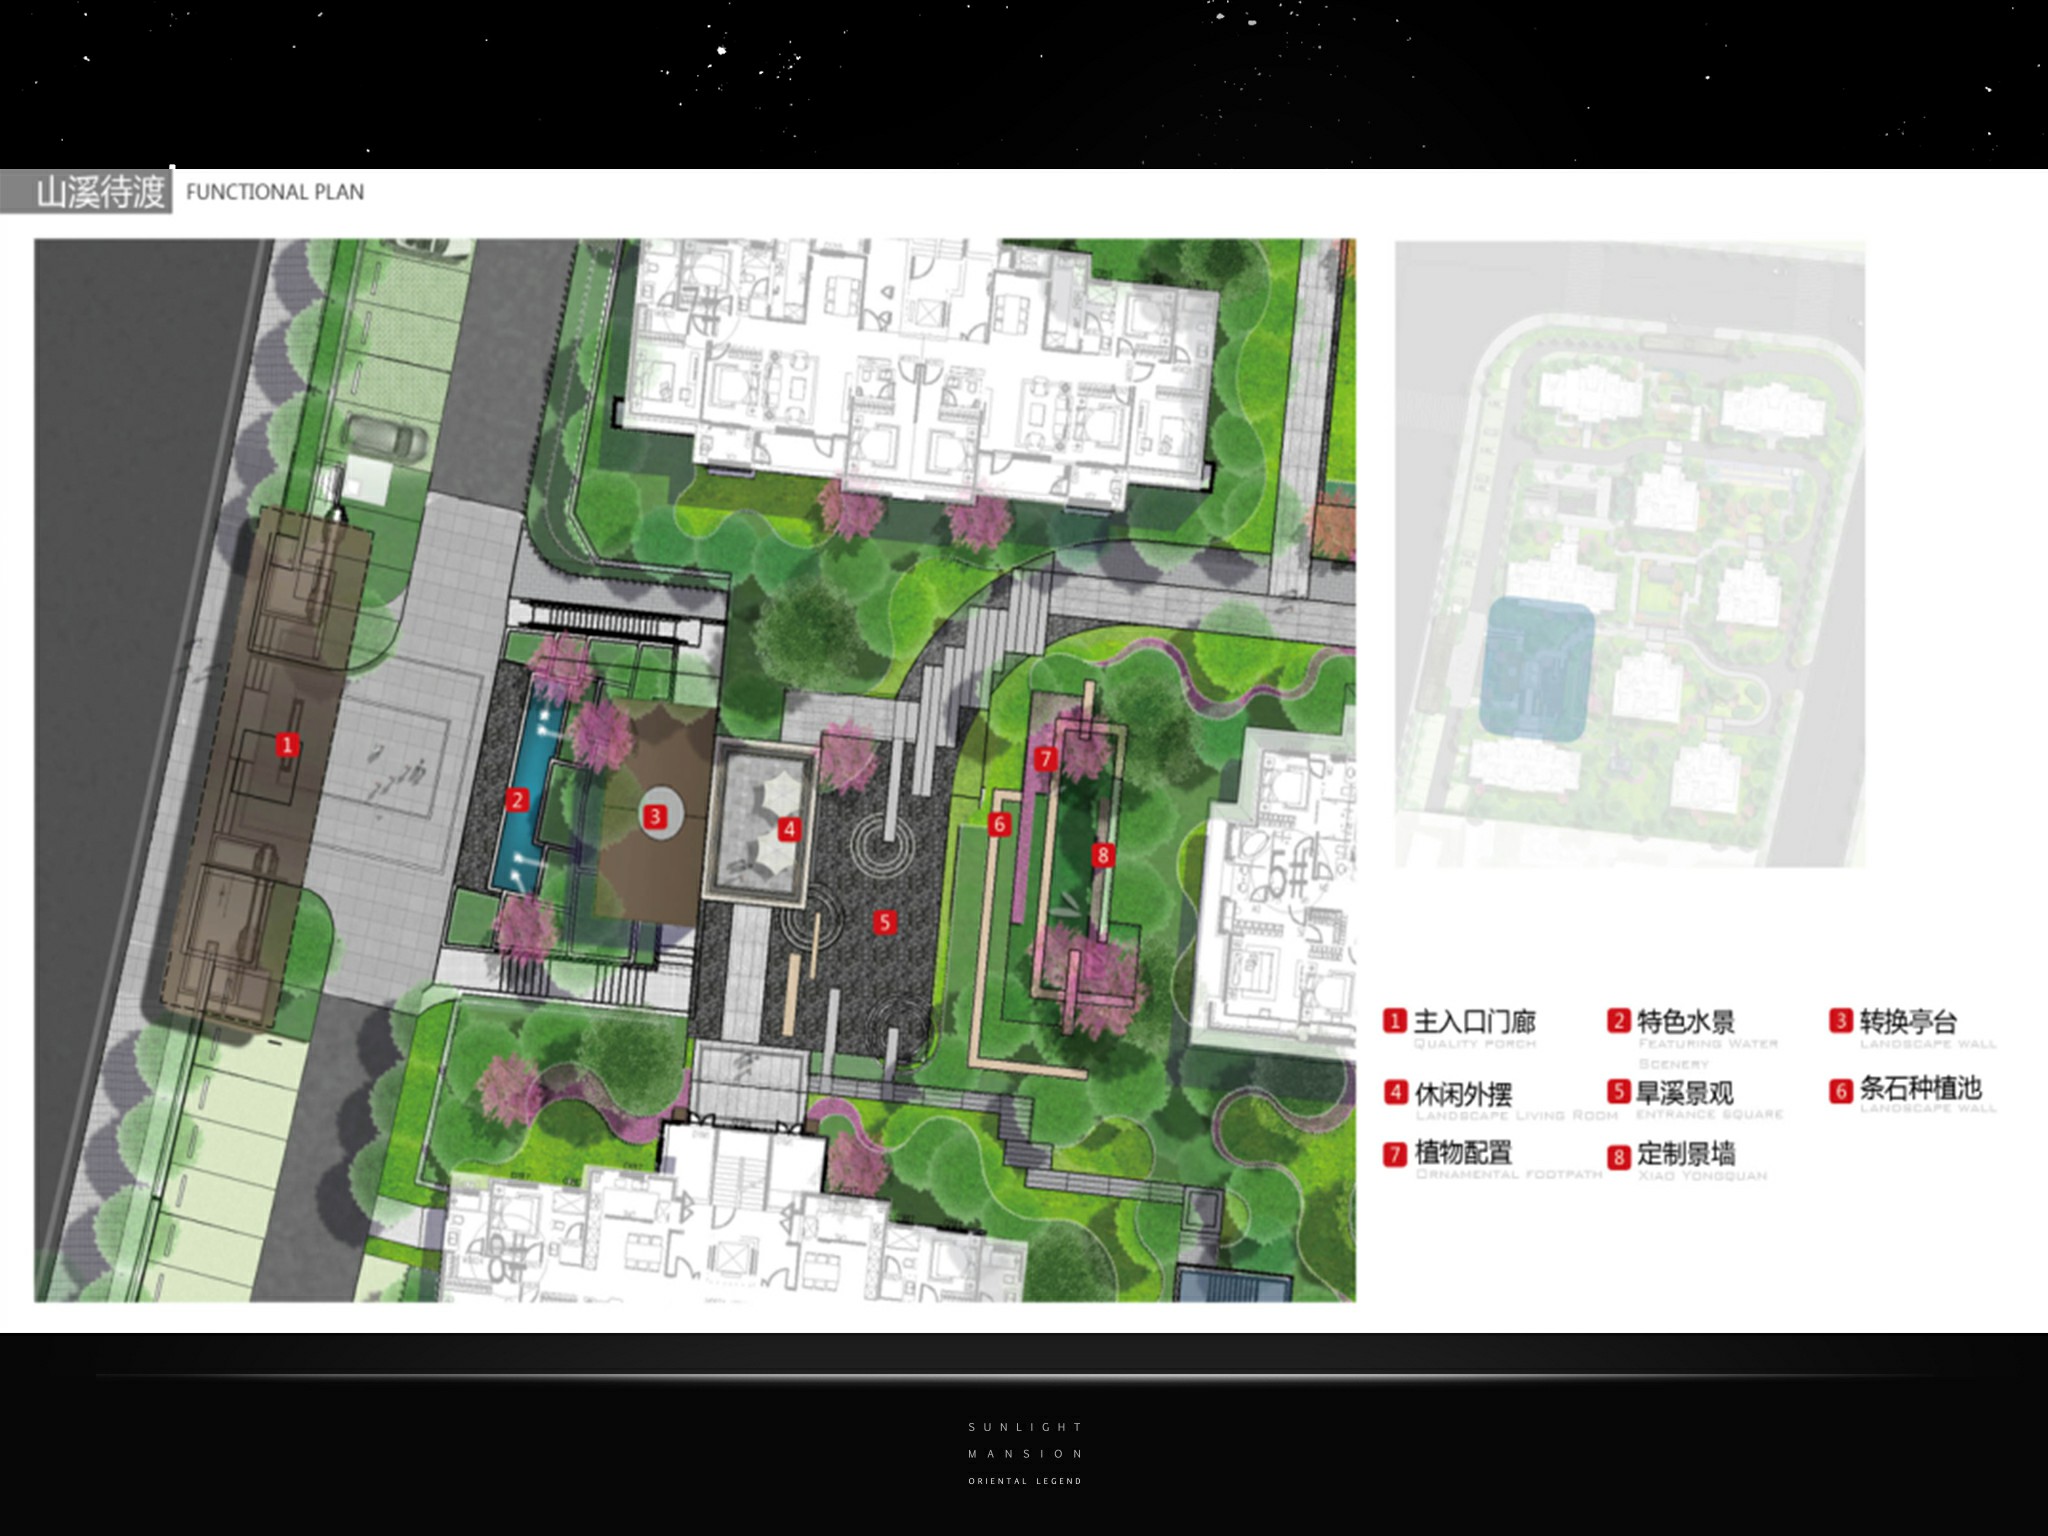 山溪待渡 FUNCTIONAL PLAN
1
2
3
4
5
6
7
8
1 主入口门廊
QUALITY PORCH
2 特色水景
FEATURING WATER
SCENERY
3 转换亭台
LANDSCAPE WALL
4 休闲外摆
LANDSCAPE LIVING ROOM
5 旱溪景观
ENTRANCE SQUARE
6 条石种植池
LANDSCAPE WALL
7 植物配置
ORNAMENTAL FOOTPATH
8 定制景墙
XIAO YONGQUAN
SUNLIGHT
MANSION
ORIENTAL LEGEND